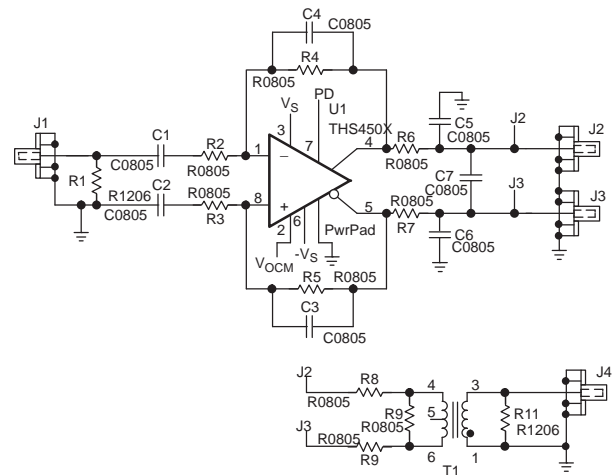 C4
C0805
R0805 R4
PD
VS U1
J1 3 7 THS450X C5 J2 J2
C1 R2 4 R6 C0805
C0805 R0805 1 – R0805
C7
R1 C0805
R1206 R0805 8 + 5 R0805 J3 J3
C0805 C2 C0805 R3 R7 C6
2 6 PwrPad C0805
VOCM -VS
R5 R0805
C3
C0805
J2 R8 4 3 J4
R0805 R9 5 R11
J3 R0805 R1206
R0805 R9 6 1
T1